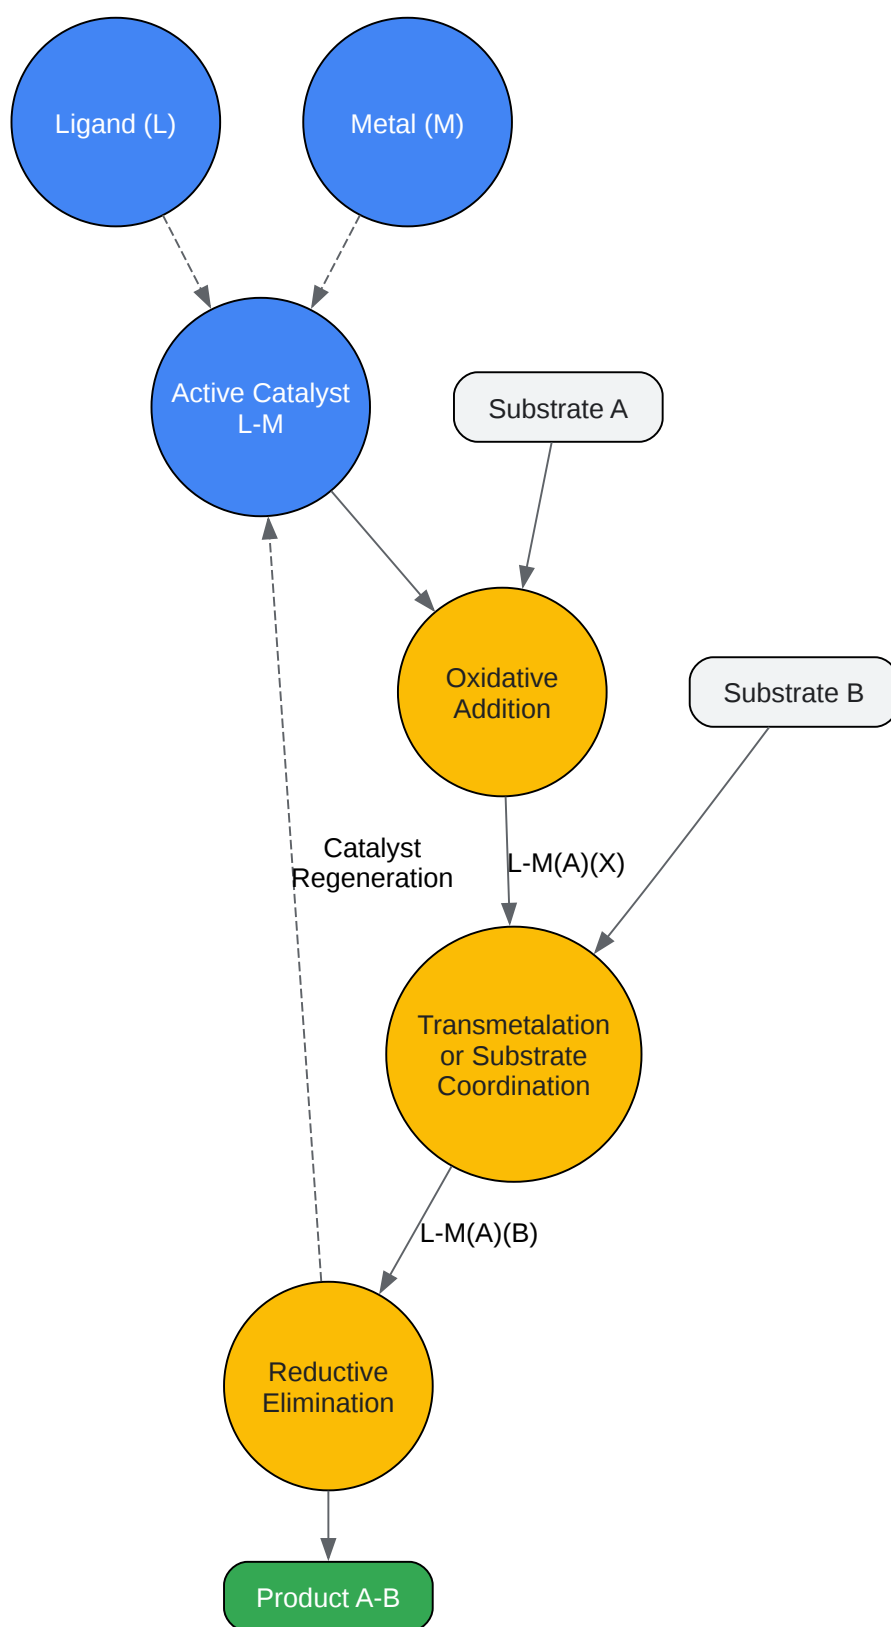 Ligand (L)
Metal (M)
Active Catalyst
L-M
Substrate A
Oxidative
Addition
Substrate B
Catalyst
Regeneration
L-M(A)(X)
Transmetalation
or Substrate
Coordination
L-M(A)(B)
Reductive
Elimination
Product A-B